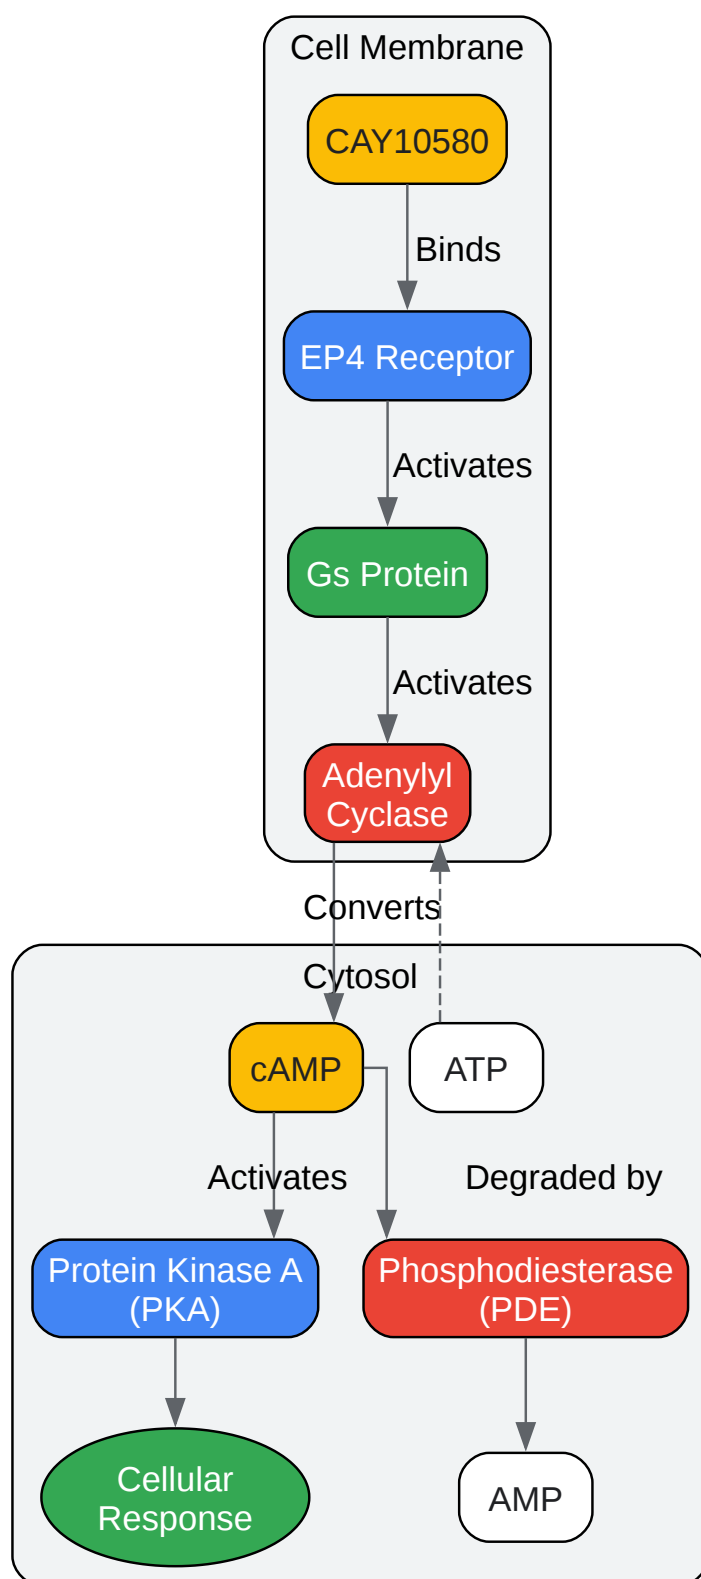 Cell Membrane
CAY10580
Binds
EP4 Receptor
Activates
Gs Protein
Activates
Adenylyl
Cyclase
Converts
Cytosol
cAMP
ATP
Activates
Degraded by
Protein Kinase A
(PKA)
Phosphodiesterase
(PDE)
Cellular
Response
AMP